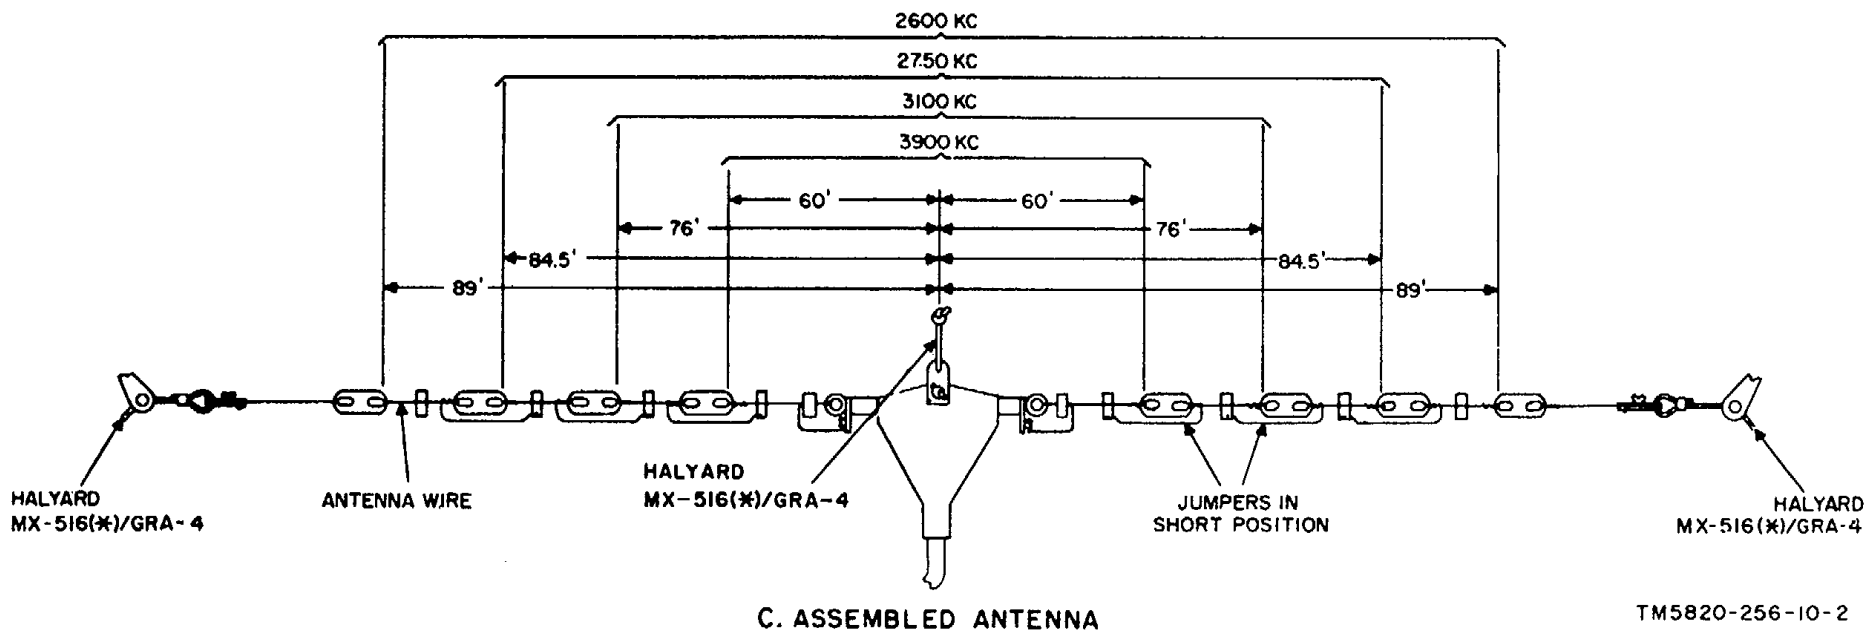 2600 KC
2750 KC
3100 KC
3900 KC
60' 60'
76' 76'
84.5' 84.5'
89' 89'
HALYARD
MX-516(*)/GRA-4
ANTENNA WIRE
HALYARD
MX-516(*)/GRA-4
JUMPERS IN
SHORT POSITION
HALYARD
MX-516(*)/GRA-4
C. ASSEMBLED ANTENNA
TM5820-256-10-2